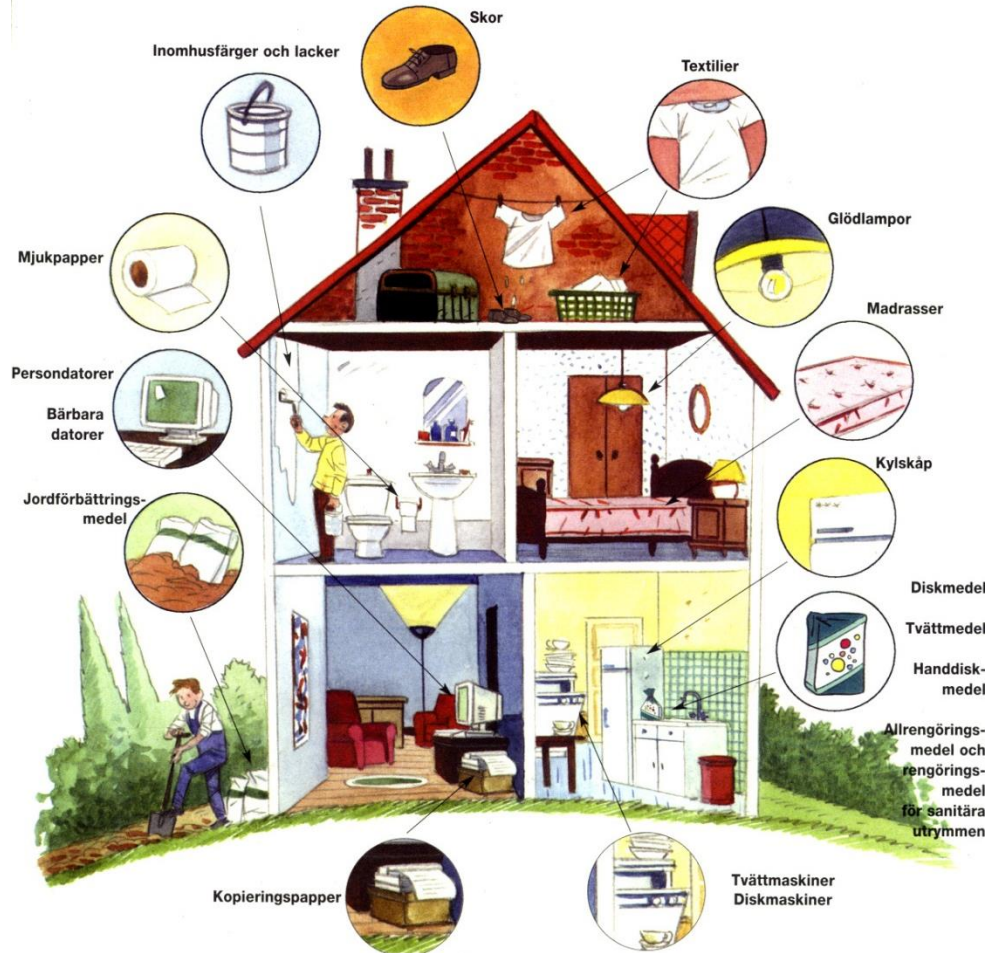 Skor
Inomhusfärger och lacker
Textilier
Glödlampor
Mjukpapper
Madrasser
Persondatorer
Bärbara
datorer
Kylskåp
Jordförbättrings-
medel
Diskmedel
Tvättmedel
Handdisk-
medel
Allrengörings-
medel och
rengörings-
medel
för sanitära
utrymmen
Kopieringspapper
Tvättmaskiner
Diskmaskiner